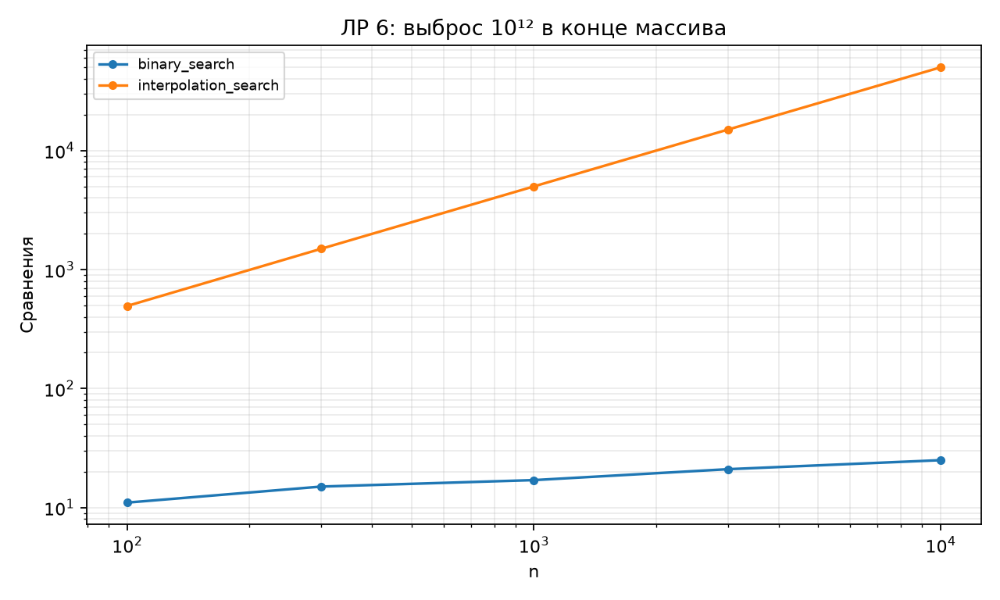 ЛР 6: выброс 10¹² в конце массива
binary_search
interpolation_search
Сравнения
10⁴
10³
10²
10¹
10² 10³ 10⁴
n